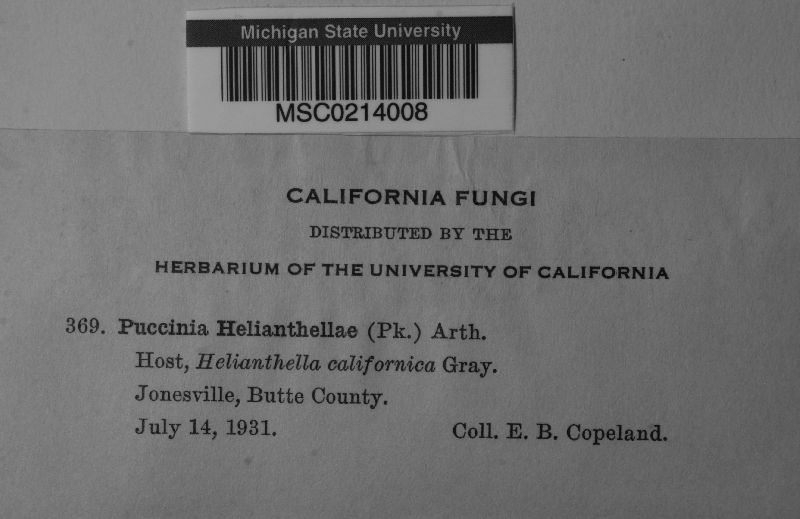 Michigan State University
MSC0214008
CALIFORNIA FUNGI
DISTRIBUTED BY THE
HERBARIUM OF THE UNIVERSITY OF CALIFORNIA
369. Puccinia Helianthellae (Pk.) Arth.
Host, Helianthella californica Gray.
Jonesville, Butte County.
July 14, 1931. Coll. E. B. Copeland.